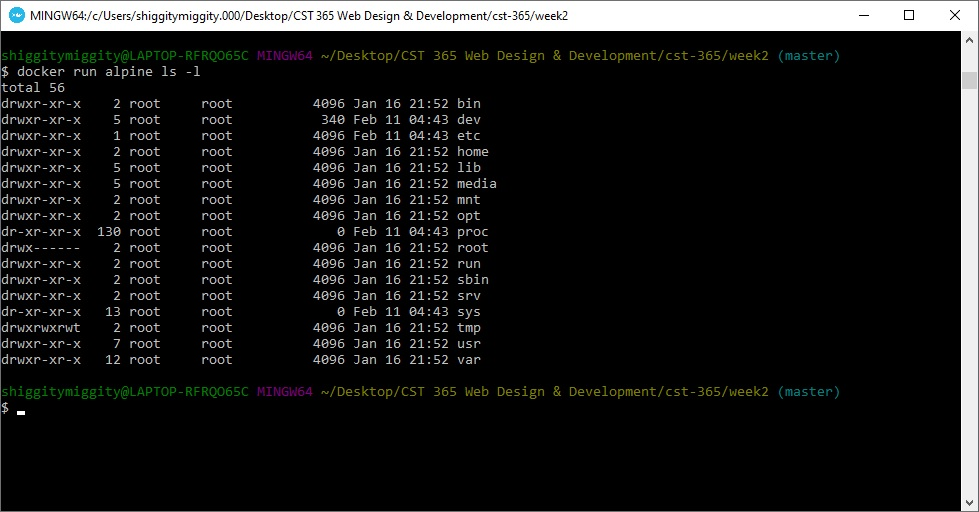 MINGW64:/c/Users/shiggitymiggity.000/Desktop/CST 365 Web Design & Development/cst-365/week2
shiggitymiggity@LAPTOP-RFRQO65C MINGW64 ~/Desktop/CST 365 Web Design & Development/cst-365/week2 (master)
$ docker run alpine ls -l
total 56
drwxr-xr-x    2 root     root          4096 Jan 16 21:52 bin
drwxr-xr-x    5 root     root           340 Feb 11 04:43 dev
drwxr-xr-x    1 root     root          4096 Feb 11 04:43 etc
drwxr-xr-x    2 root     root          4096 Jan 16 21:52 home
drwxr-xr-x    5 root     root          4096 Jan 16 21:52 lib
drwxr-xr-x    5 root     root          4096 Jan 16 21:52 media
drwxr-xr-x    2 root     root          4096 Jan 16 21:52 mnt
drwxr-xr-x    2 root     root          4096 Jan 16 21:52 opt
dr-xr-xr-x  130 root     root             0 Feb 11 04:43 proc
drwx------    2 root     root          4096 Jan 16 21:52 root
drwxr-xr-x    2 root     root          4096 Jan 16 21:52 run
drwxr-xr-x    2 root     root          4096 Jan 16 21:52 sbin
drwxr-xr-x    2 root     root          4096 Jan 16 21:52 srv
dr-xr-xr-x   13 root     root             0 Feb 11 04:43 sys
drwxrwxrwt    2 root     root          4096 Jan 16 21:52 tmp
drwxr-xr-x    7 root     root          4096 Jan 16 21:52 usr
drwxr-xr-x   12 root     root          4096 Jan 16 21:52 var
shiggitymiggity@LAPTOP-RFRQO65C MINGW64 ~/Desktop/CST 365 Web Design & Development/cst-365/week2 (master)
$